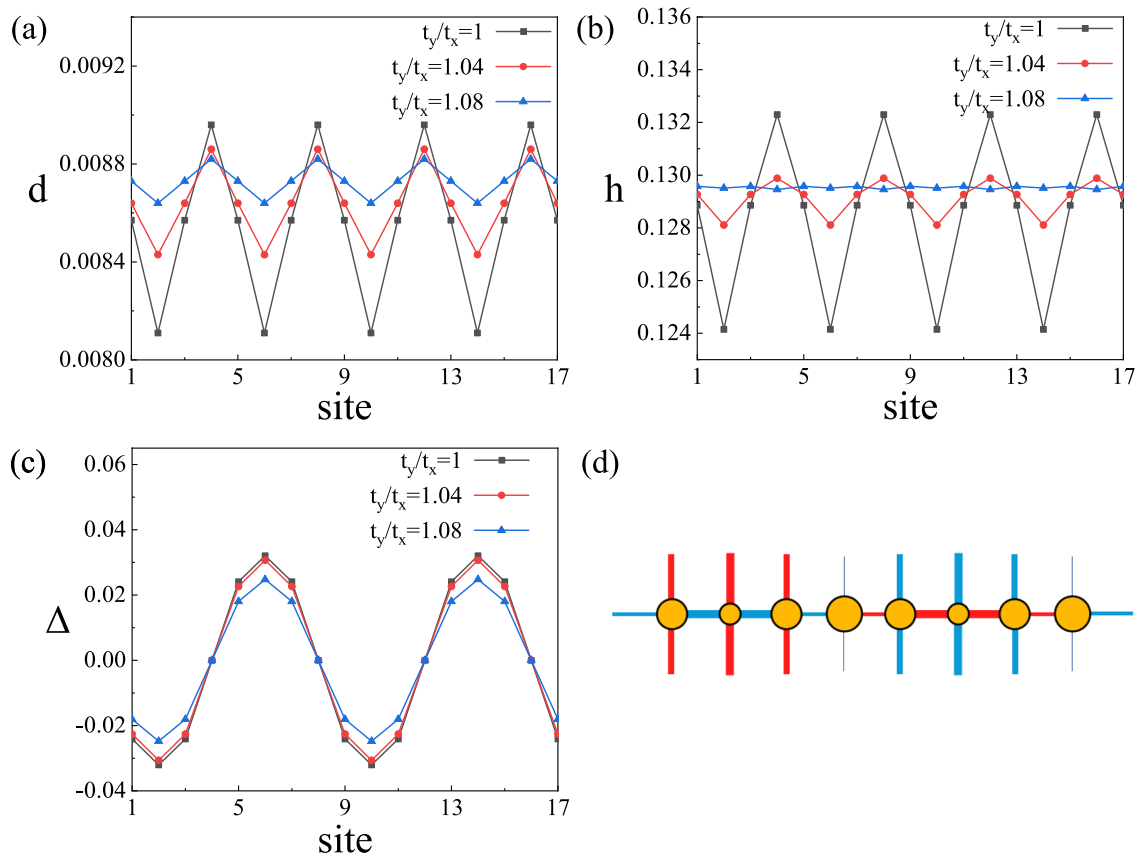 (a)
t_y/t_x=1
t_y/t_x=1.04
t_y/t_x=1.08
0.0092
0.0088
0.0084
0.0080
d
1 5 9 13 17
site
(b)
t_y/t_x=1
t_y/t_x=1.04
t_y/t_x=1.08
0.136
0.134
0.132
0.130
0.128
0.126
0.124
h
1 5 9 13 17
site
(c)
t_y/t_x=1
t_y/t_x=1.04
t_y/t_x=1.08
0.06
0.04
0.02
0.00
-0.02
-0.04
Δ
1 5 9 13 17
site
(d)